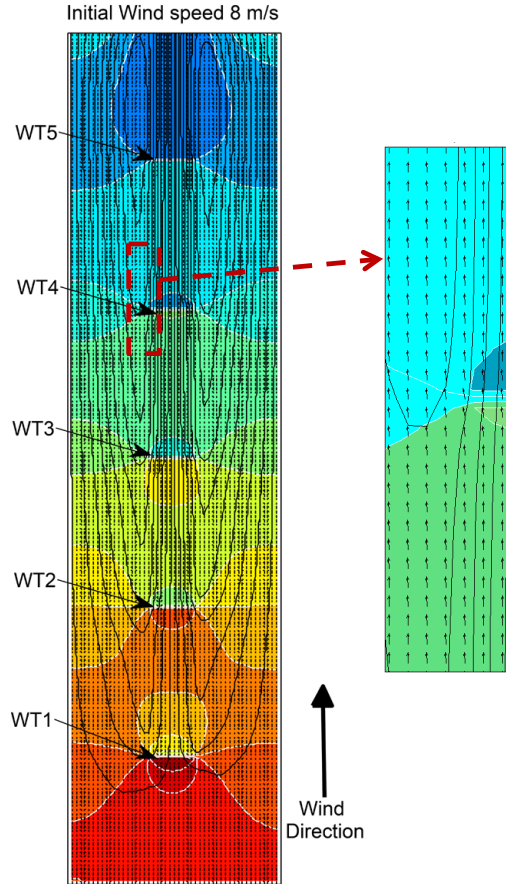 Initial Wind speed 8 m/s
WT5
WT4
WT3
WT2
WT1
Wind
Direction